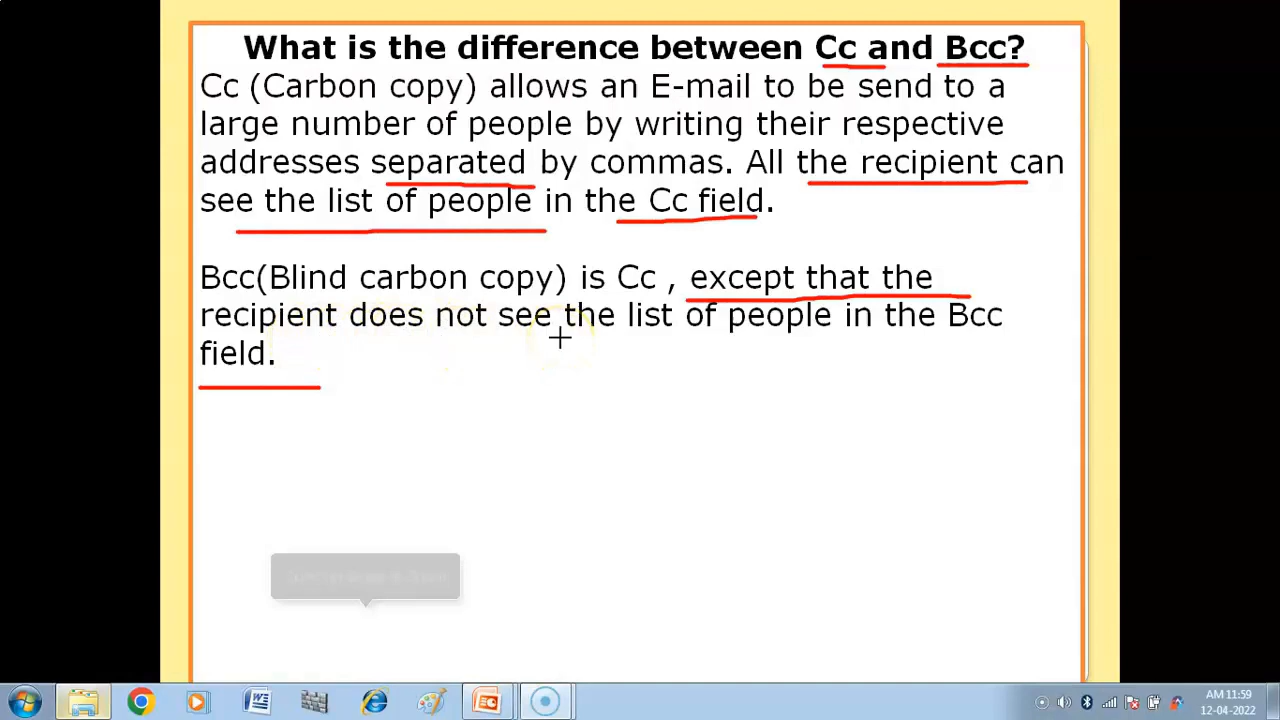 What is the difference between Cc and Bcc?
Cc (Carbon copy) allows an E-mail to be send to a
large number of people by writing their respective
addresses separated by commas. All the recipient can
see the list of people in the Cc field.
Bcc(Blind carbon copy) is Cc , except that the
recipient does not see the list of people in the Bcc
field.
AM 11:59
12-04-2022